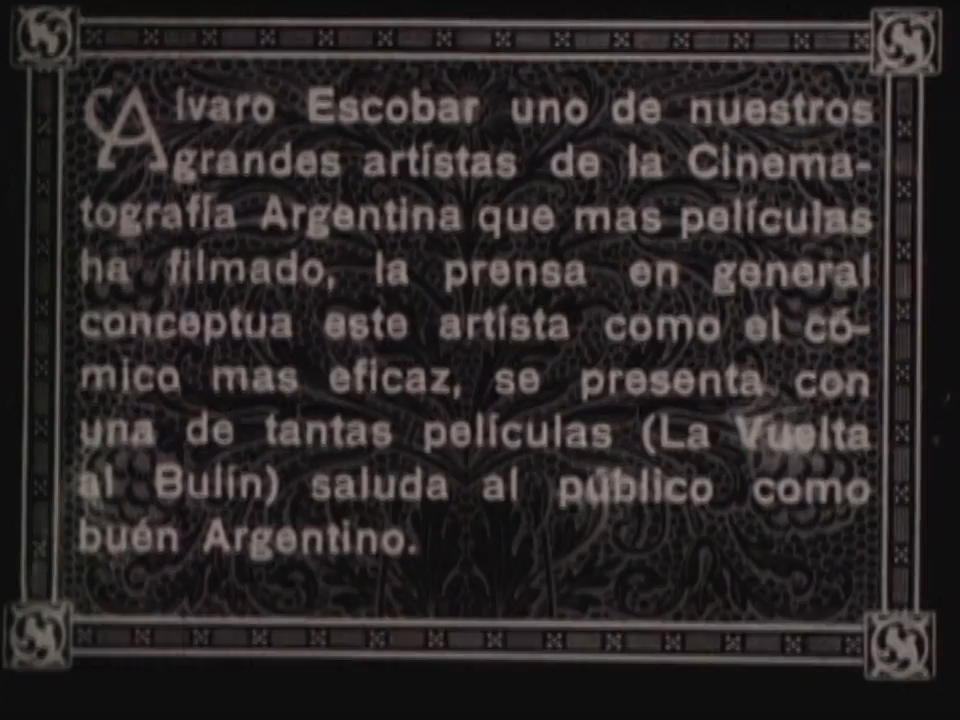 Alvaro Escobar uno de nuestros
grandes artístas de la Cinema-
tografía Argentina que mas películas
ha filmado, la prensa en general
conceptua este artísta como el có-
mico mas eficaz, se presenta con
una de tantas películas (La Vuelta
al Bulín) saluda al público como
buén Argentino.